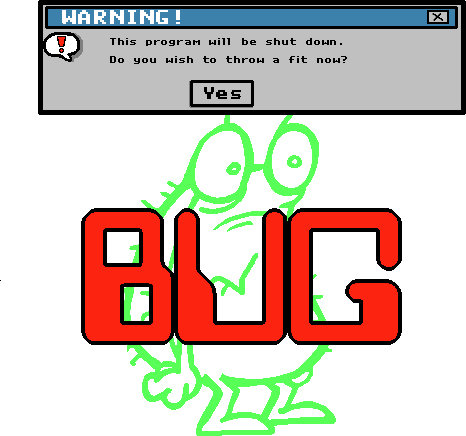 WARNING!
This program will be shut down.
Do you wish to throw a fit now?
Yes
BUG